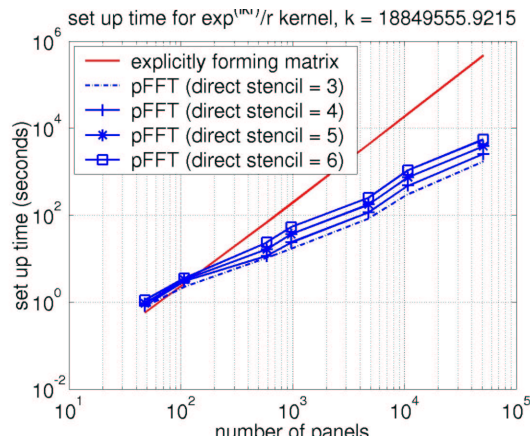 set up time for exp^(ikr)/r kernel, k = 18849555.9215
10^6
explicitly forming matrix
pFFT (direct stencil = 3)
pFFT (direct stencil = 4)
pFFT (direct stencil = 5)
pFFT (direct stencil = 6)
10^4
10^2
10^0
10^-2
set up time (seconds)
10^1 10^2 10^3 10^4 10^5
number of panels